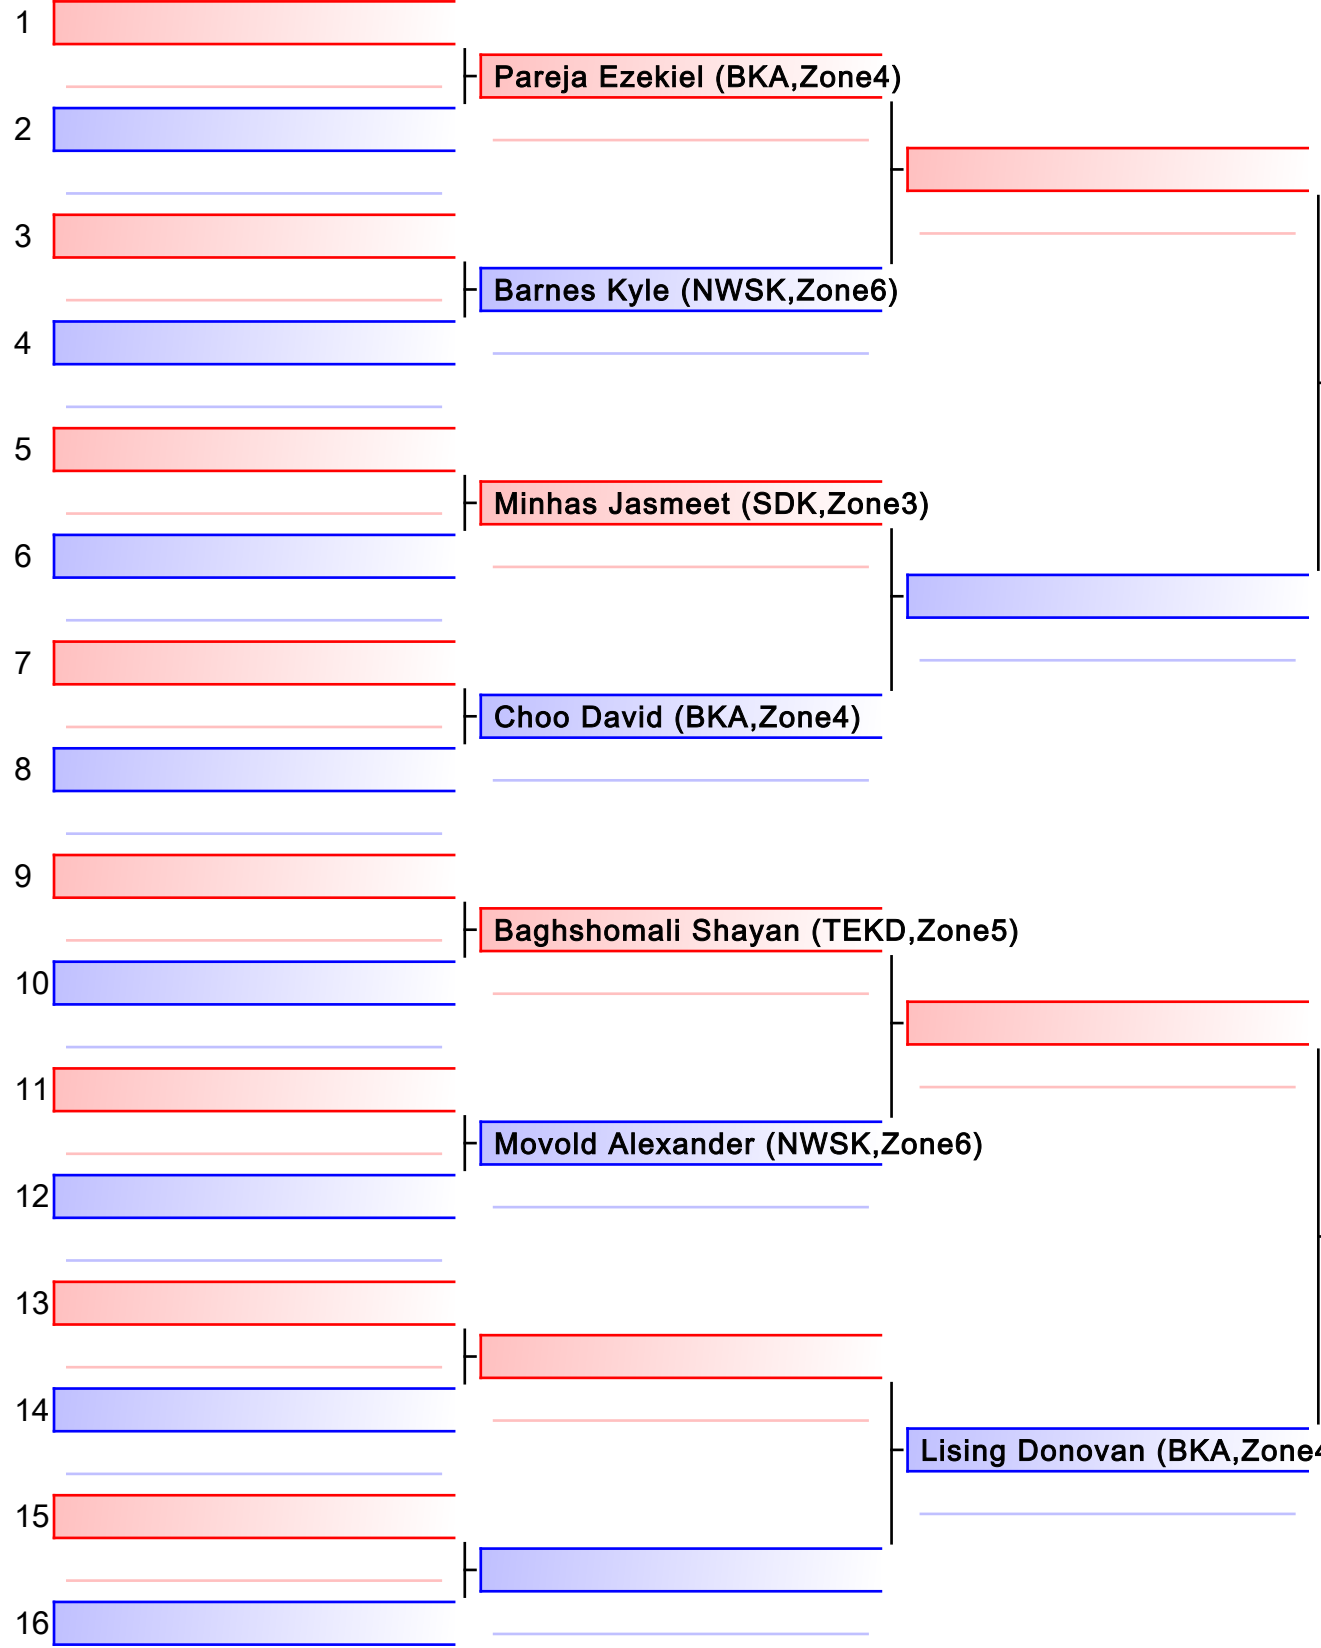 1
Pareja Ezekiel (BKA,Zone4)
2
3
Barnes Kyle (NWSK,Zone6)
4
5
Minhas Jasmeet (SDK,Zone3)
6
7
Choo David (BKA,Zone4)
8
9
Baghshomali Shayan (TEKD,Zone5)
10
11
Movold Alexander (NWSK,Zone6)
12
13
14
Lising Donovan (BKA,Zone4
15
16